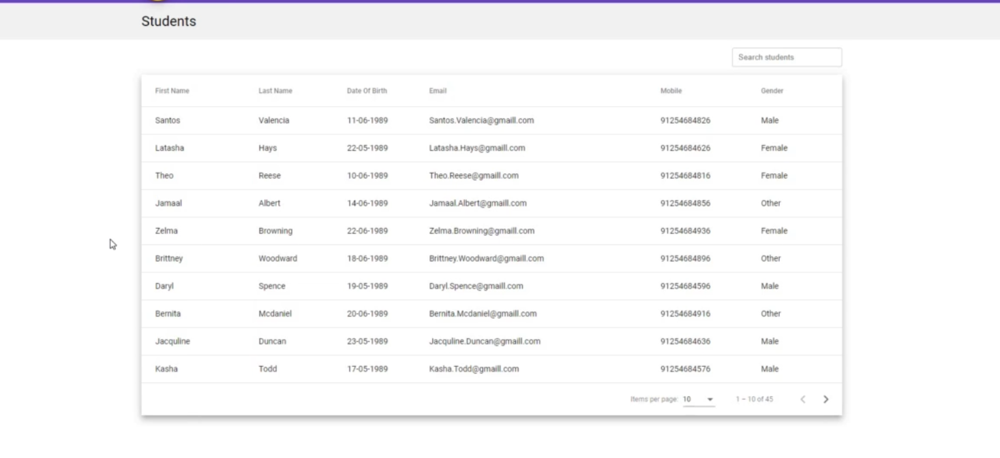 Students
Search students
First Name Last Name Date Of Birth Email Mobile Gender
Santos Valencia 11-06-1989 Santos.Valencia@gmaill.com 91254684826 Male
Latasha Hays 22-05-1989 Latasha.Hays@gmaill.com 91254684626 Female
Theo Reese 10-06-1989 Theo.Reese@gmaill.com 91254684816 Female
Jamaal Albert 14-06-1989 Jamaal.Albert@gmaill.com 91254684856 Other
Zelma Browning 22-06-1989 Zelma.Browning@gmaill.com 91254684936 Female
Brittney Woodward 18-06-1989 Brittney.Woodward@gmaill.com 91254684896 Other
Daryl Spence 19-05-1989 Daryl.Spence@gmaill.com 91254684596 Male
Bernita Mcdaniel 20-06-1989 Bernita.Mcdaniel@gmaill.com 91254684916 Other
Jacquline Duncan 23-05-1989 Jacquline.Duncan@gmaill.com 91254684636 Male
Kasha Todd 17-05-1989 Kasha.Todd@gmaill.com 91254684576 Male
Items per page: 10 1 – 10 of 45